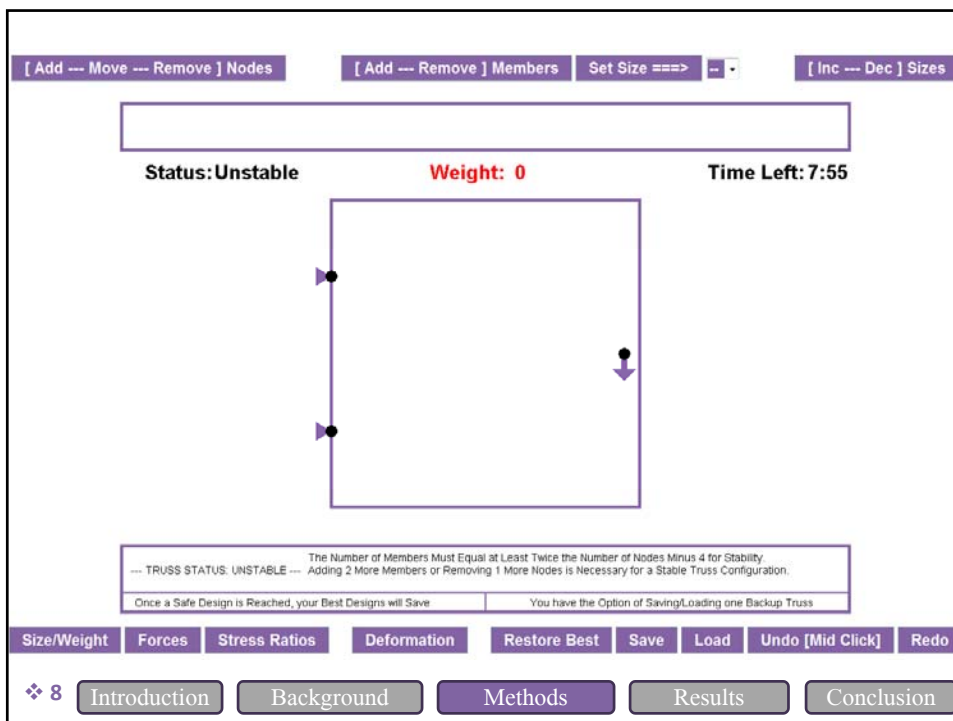 [ Add --- Move --- Remove ] Nodes [ Add --- Remove ] Members Set Size ===> -- [ Inc --- Dec ] Sizes
Status: Unstable Weight: 0 Time Left: 7:55
The Number of Members Must Equal at Least Twice the Number of Nodes Minus 4 for Stability.
--- TRUSS STATUS: UNSTABLE --- Adding 2 More Members or Removing 1 More Nodes is Necessary for a Stable Truss Configuration.
Once a Safe Design is Reached, your Best Designs will Save You have the Option of Saving/Loading one Backup Truss
Size/Weight Forces Stress Ratios Deformation Restore Best Save Load Undo [Mid Click] Redo
❖ 8 Introduction Background Methods Results Conclusion